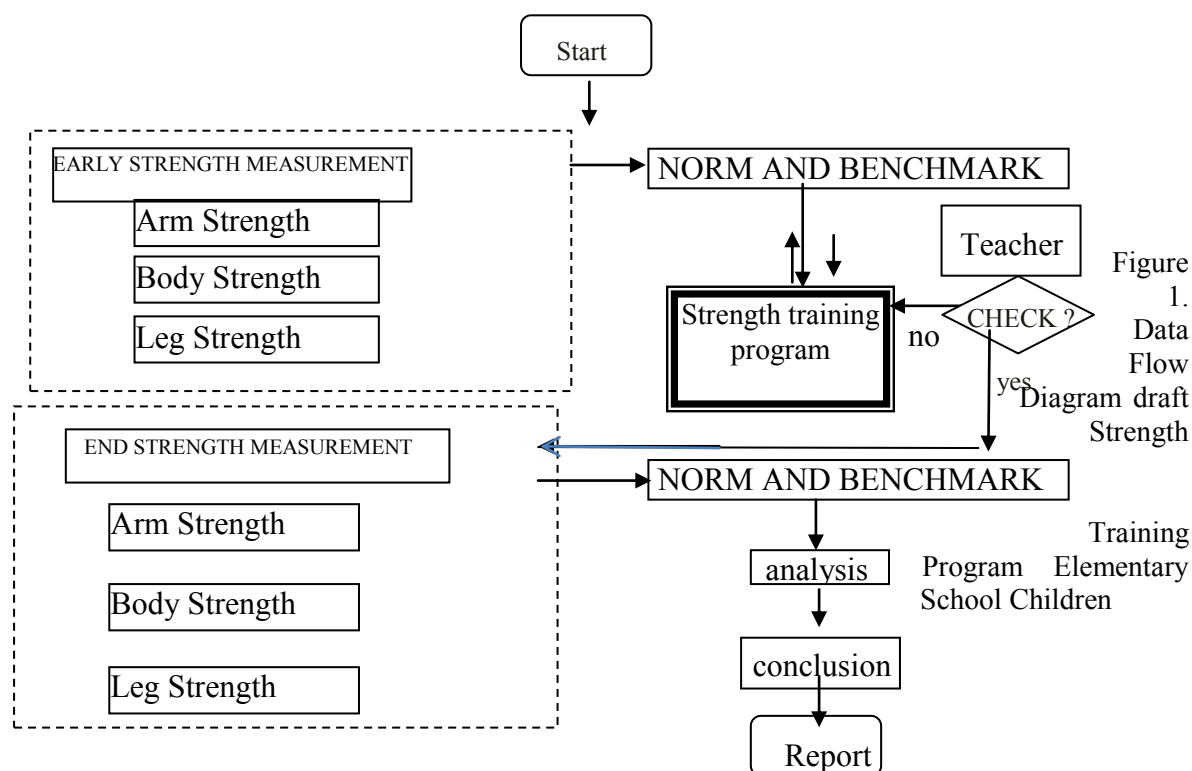 Start
EARLY STRENGTH MEASUREMENT
Arm Strength
Body Strength
Leg Strength
NORM AND BENCHMARK
Teacher
CHECK ?
no
yes
Strength training
program
END STRENGTH MEASUREMENT
Arm Strength
Body Strength
Leg Strength
NORM AND BENCHMARK
analysis
conclusion
Report
Figure
1.
Data
Flow
Diagram draft
Strength
Training
Program Elementary
School Children